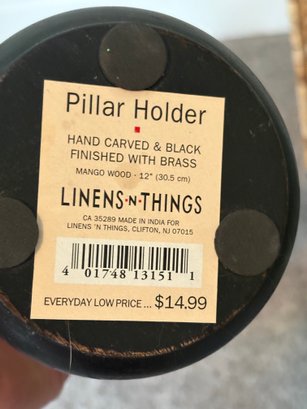 Pillar Holder
HAND CARVED & BLACK
FINISHED WITH BRASS
MANGO WOOD · 12" (30.5 cm)
LINENS·N·THINGS
CA 35289 MADE IN INDIA FOR
LINENS 'N THINGS, CLIFTON, NJ 07015
4 01748 13151 1
EVERYDAY LOW PRICE ... $14.99